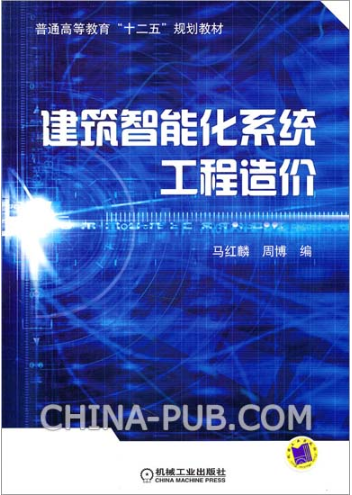 普通高等教育“十二五”规划教材
建筑智能化系统
工程造价
马红麟 周博 编
CHINA-PUB.COM
机械工业出版社
CHINA MACHINE PRESS